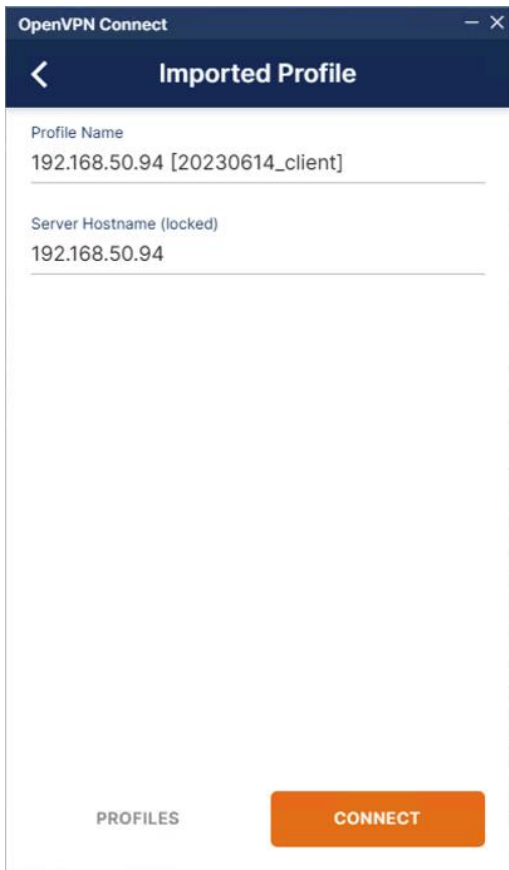 OpenVPN Connect
Imported Profile
Profile Name
192.168.50.94 [20230614_client]
Server Hostname (locked)
192.168.50.94
PROFILES
CONNECT